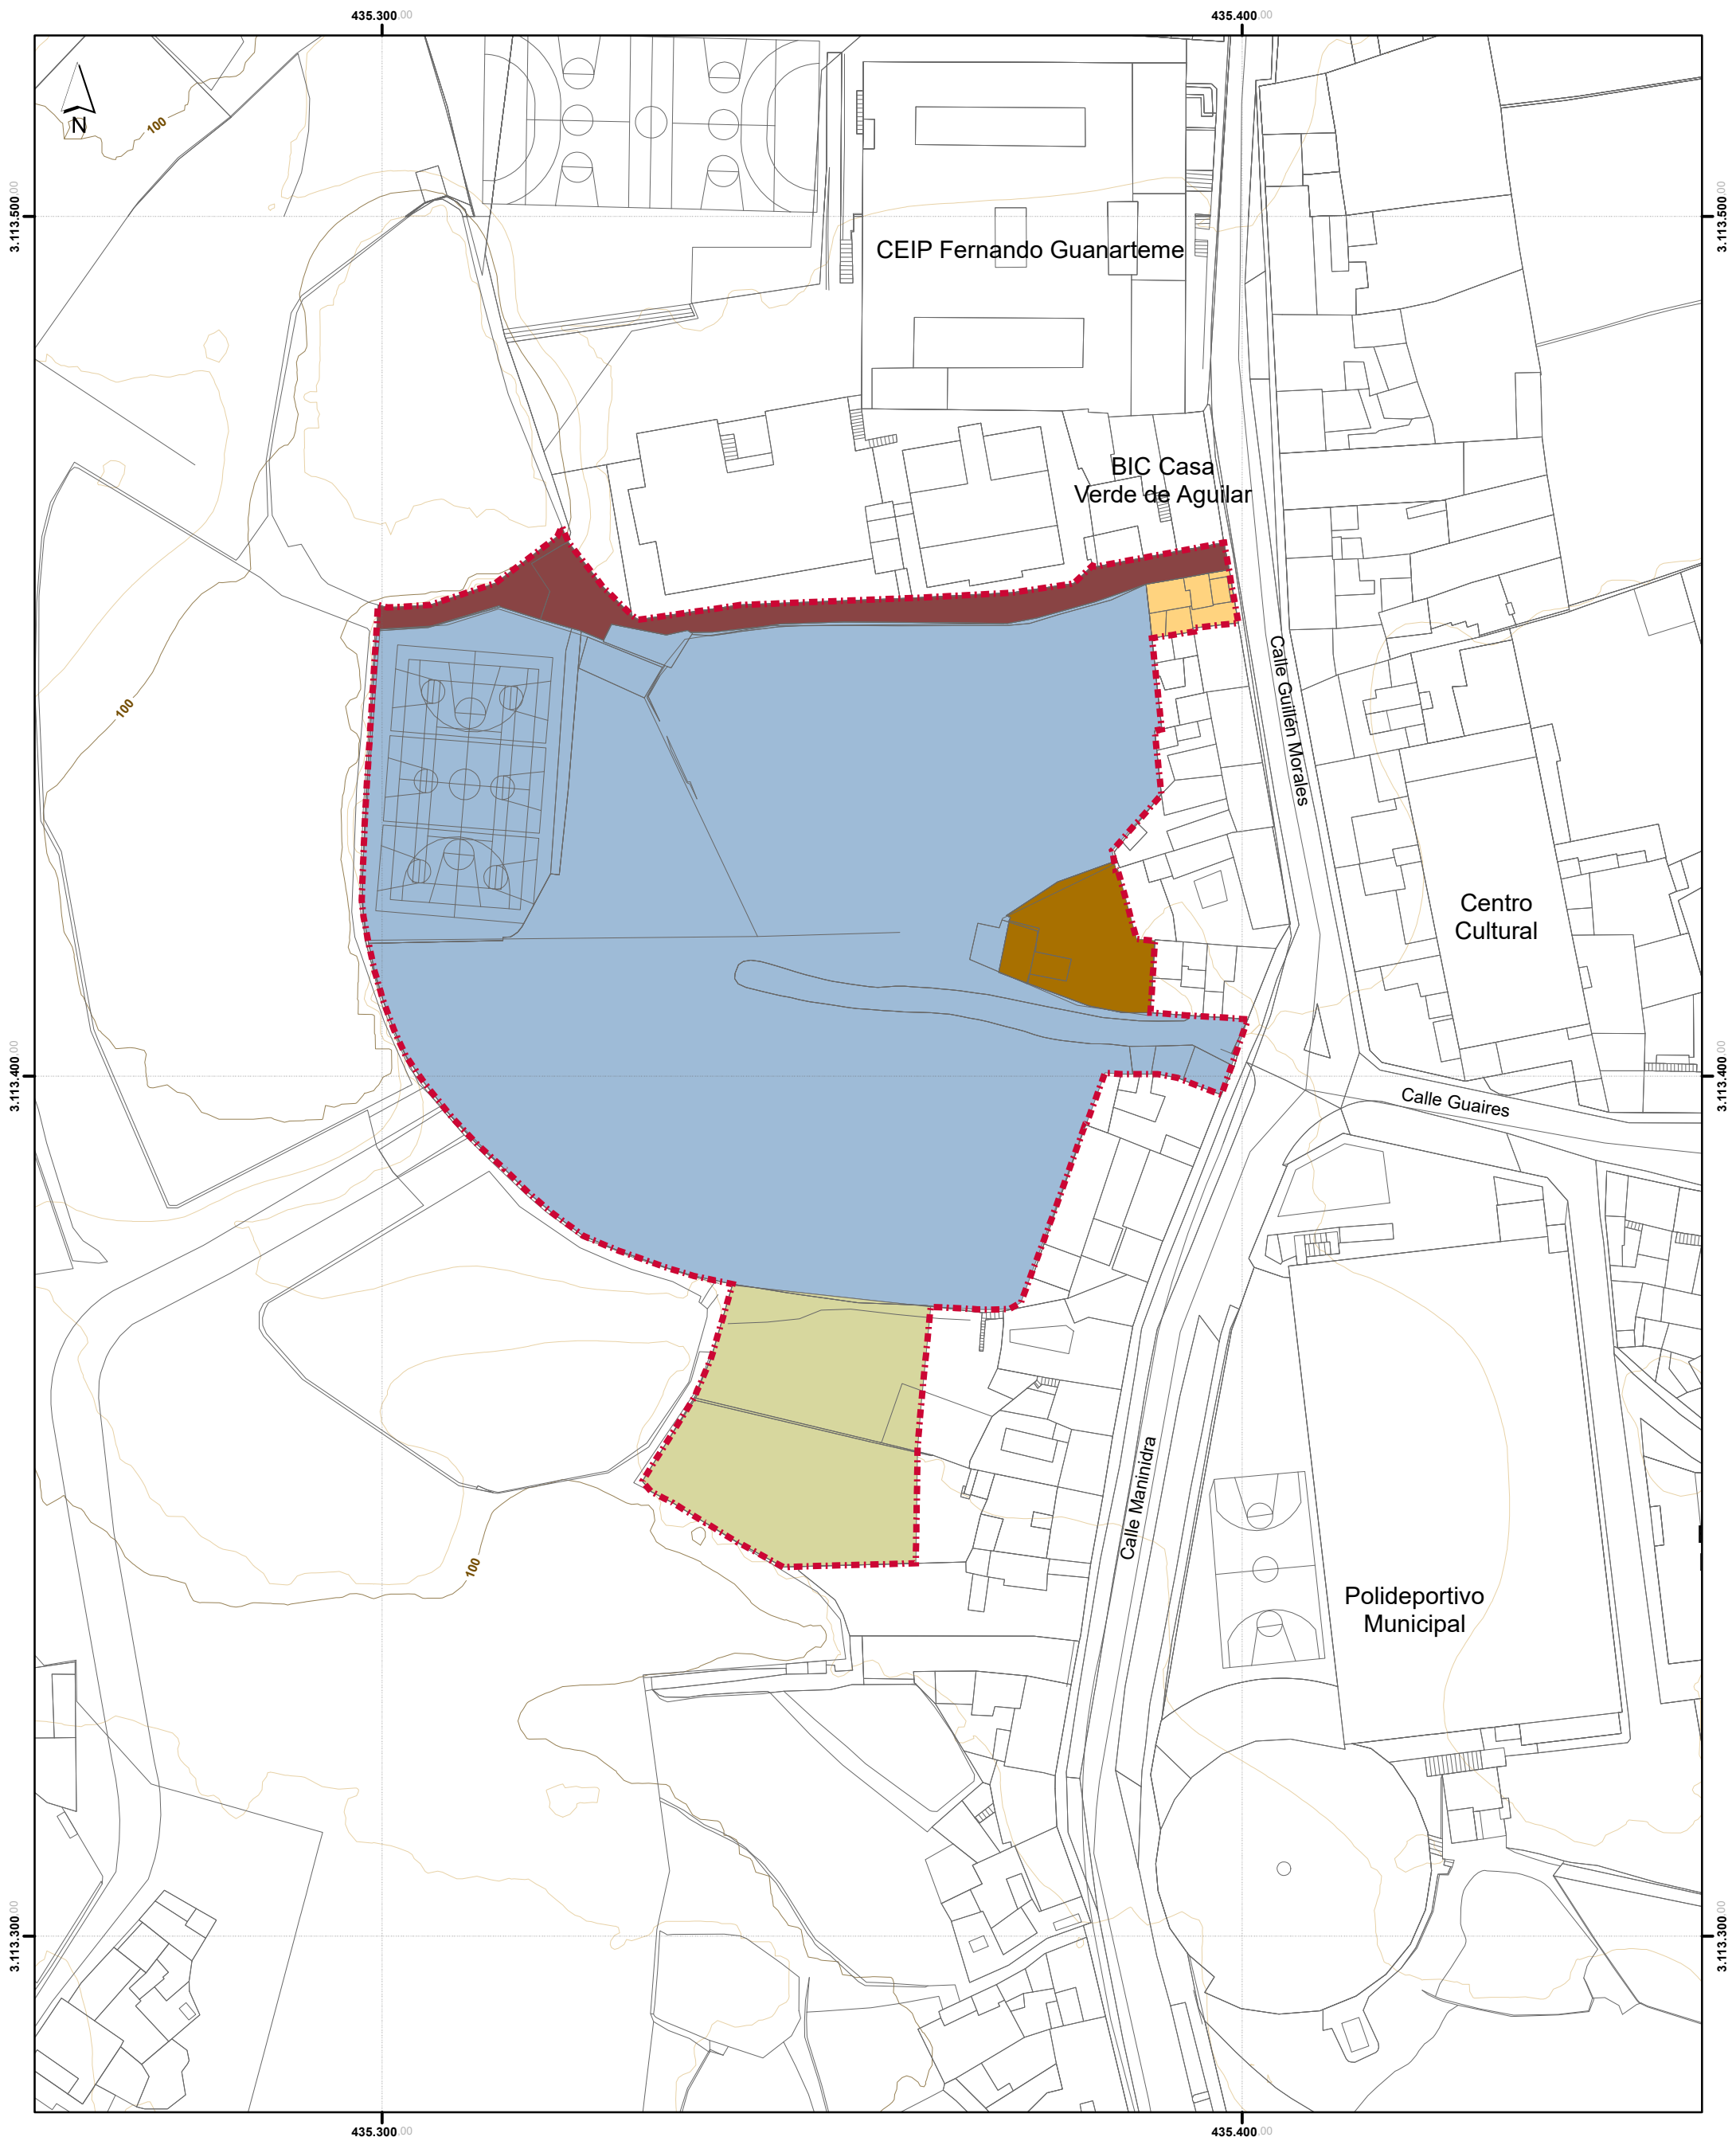 435.300.00
435.400.00
N
100
3.113.500.00
3.113.500.00
CEIP Fernando Guanarteme
BIC Casa
Verde de Aguilar
100
Calle Guillén Morales
Centro
Cultural
3.113.400.00
3.113.400.00
Calle Guaires
Calle Maninidra
100
Polideportivo
Municipal
3.113.300.00
3.113.300.00
435.300.00
435.400.00